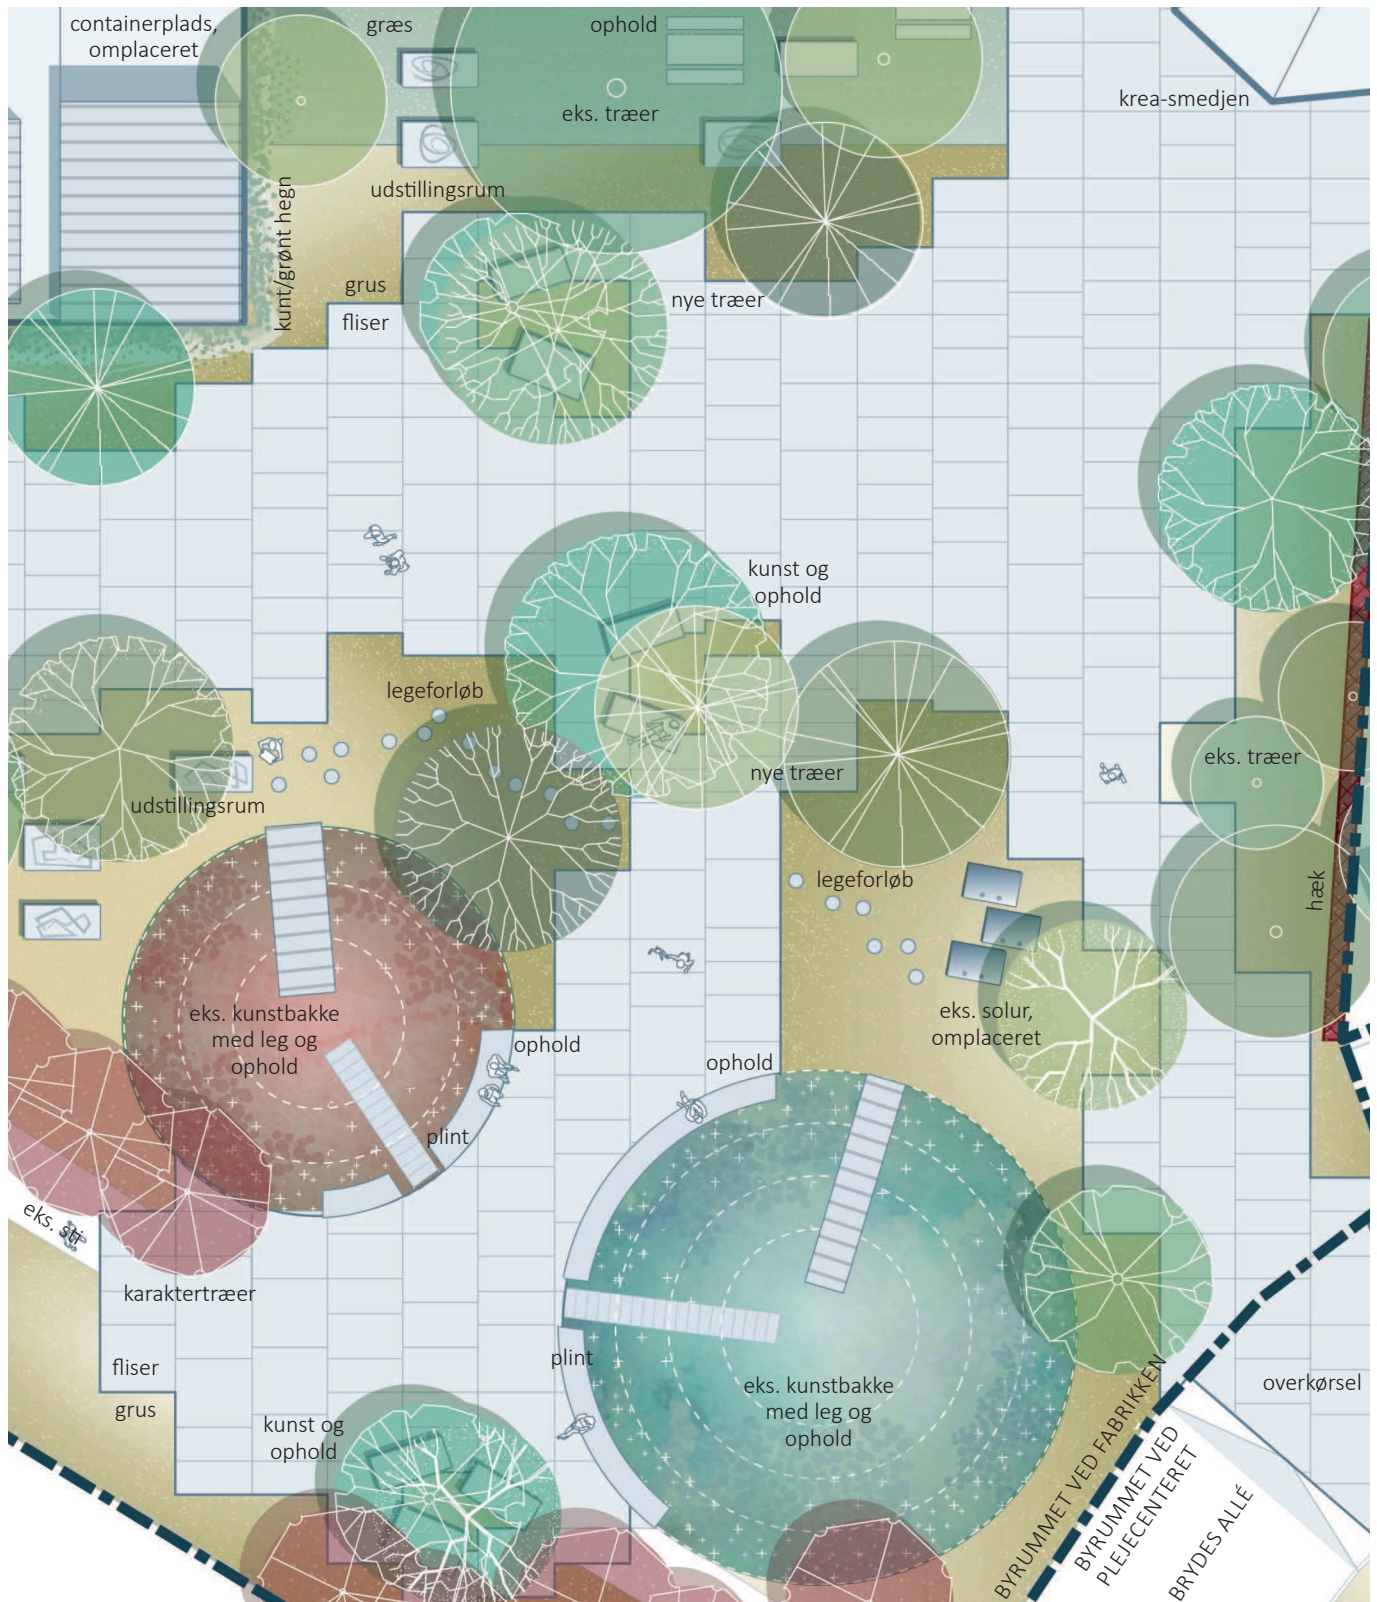 containerplads,
omplaceret
græs
ophold
eks. træer
krea-smedjen
udstillingsrum
kunt/grønt hegn
grus
fliser
nye træer
kunst og
ophold
legeforløb
nye træer
eks. træer
udstillingsrum
legeforløb
hæk
eks. kunstbakke
med leg og
ophold
eks. solur,
omplaceret
ophold
ophold
plint
eks. sti
karaktertræer
fliser
grus
plint
kunst og
ophold
eks. kunstbakke
med leg og
ophold
overkørsel
BYRUMMET VED FABRIKKEN
BYRUMMET VED
PLEJECENTERET
BRYDES ALLÉ